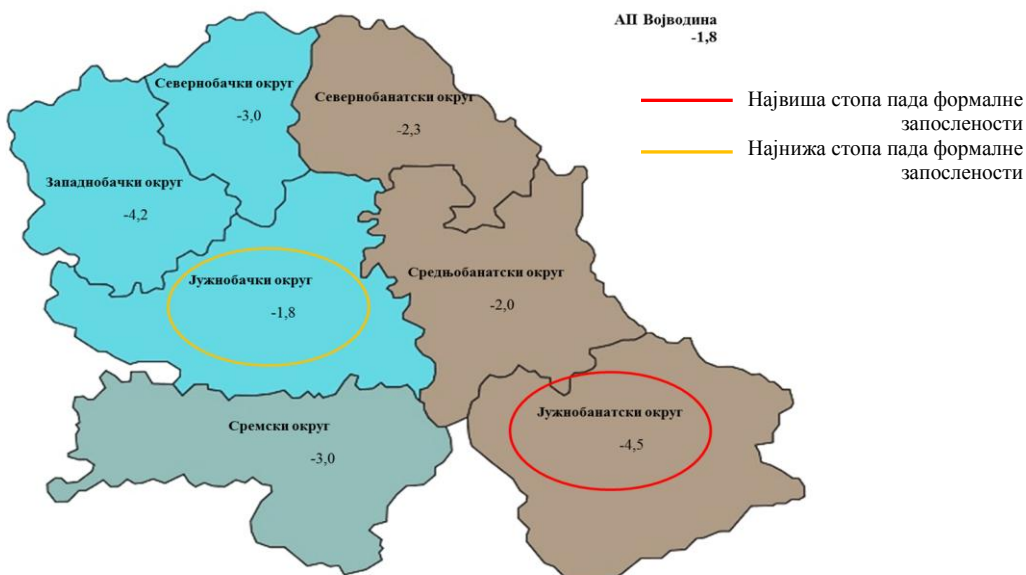 АП Војводина
-1,8
Највиша стопа пада формалне
запослености
Најнижа стопа пада формалне
запослености
Севернобачки округ
-3,0
Севернобанатски округ
-2,3
Западнобачки округ
-4,2
Јужнобачки округ
-1,8
Средњобанатски округ
-2,0
Јужнобанатски округ
-4,5
Сремски округ
-3,0